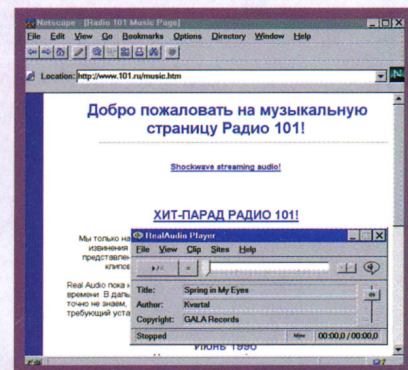 Netscape - [Radio 101 Music Page]
File Edit View Go Bookmarks Options Directory Window Help
Location: http://www.101.ru/music.htm
N
Добро пожаловать на музыкальную
страницу Радио 101!
Shockwave streaming audio!
ХИТ-ПАРАД РАДИО 101!
Мы только на
извинения
представлен
клипов
Real Audio пока н
времени. В даль
точно не знаем,
требующий уста
RealAudio Player
File View Clip Sites Help
Title: Spring in My Eyes
Author: Kvartal
Copyright: GALA Records
Stopped 00:00,0 / 00:00,0
ИЮНЬ 1996